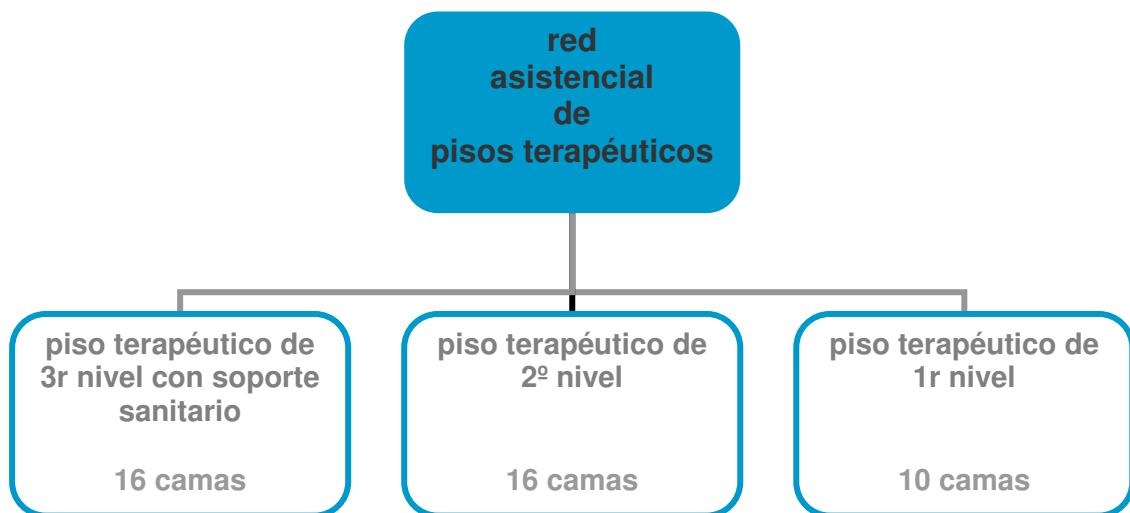 red
asistencial
de
pisos terapéuticos
piso terapéutico de
3r nivel con soporte
sanitario
16 camas
piso terapéutico de
2º nivel
16 camas
piso terapéutico de
1r nivel
10 camas